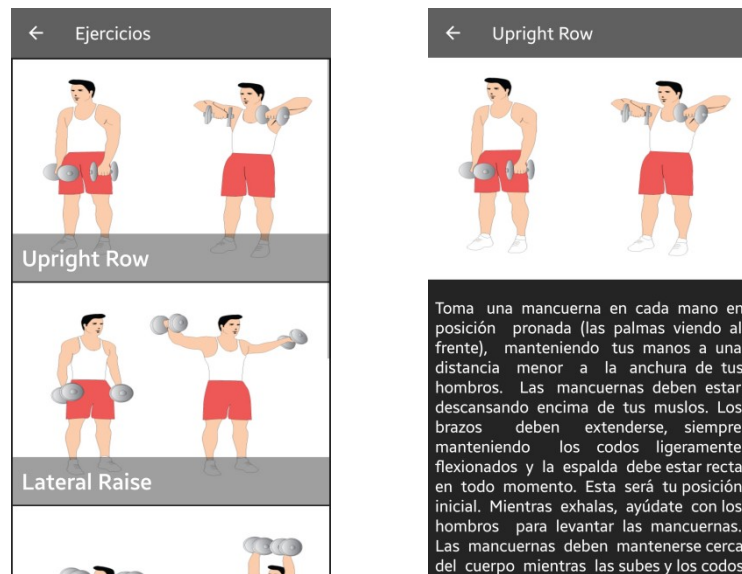 Ejercicios
Upright Row
Lateral Raise
Upright Row
Toma una mancuerna en cada mano en
posición pronada (las palmas viendo al
frente), manteniendo tus manos a una
distancia menor a la anchura de tus
hombros. Las mancuernas deben estar
descansando encima de tus muslos. Los
brazos deben extenderse, siempre
manteniendo los codos ligeramente
flexionados y la espalda debe estar recta
en todo momento. Esta será tu posición
inicial. Mientras exhalas, ayúdate con los
hombros para levantar las mancuernas.
Las mancuernas deben mantenerse cerca
del cuerpo mientras las subes y los codos